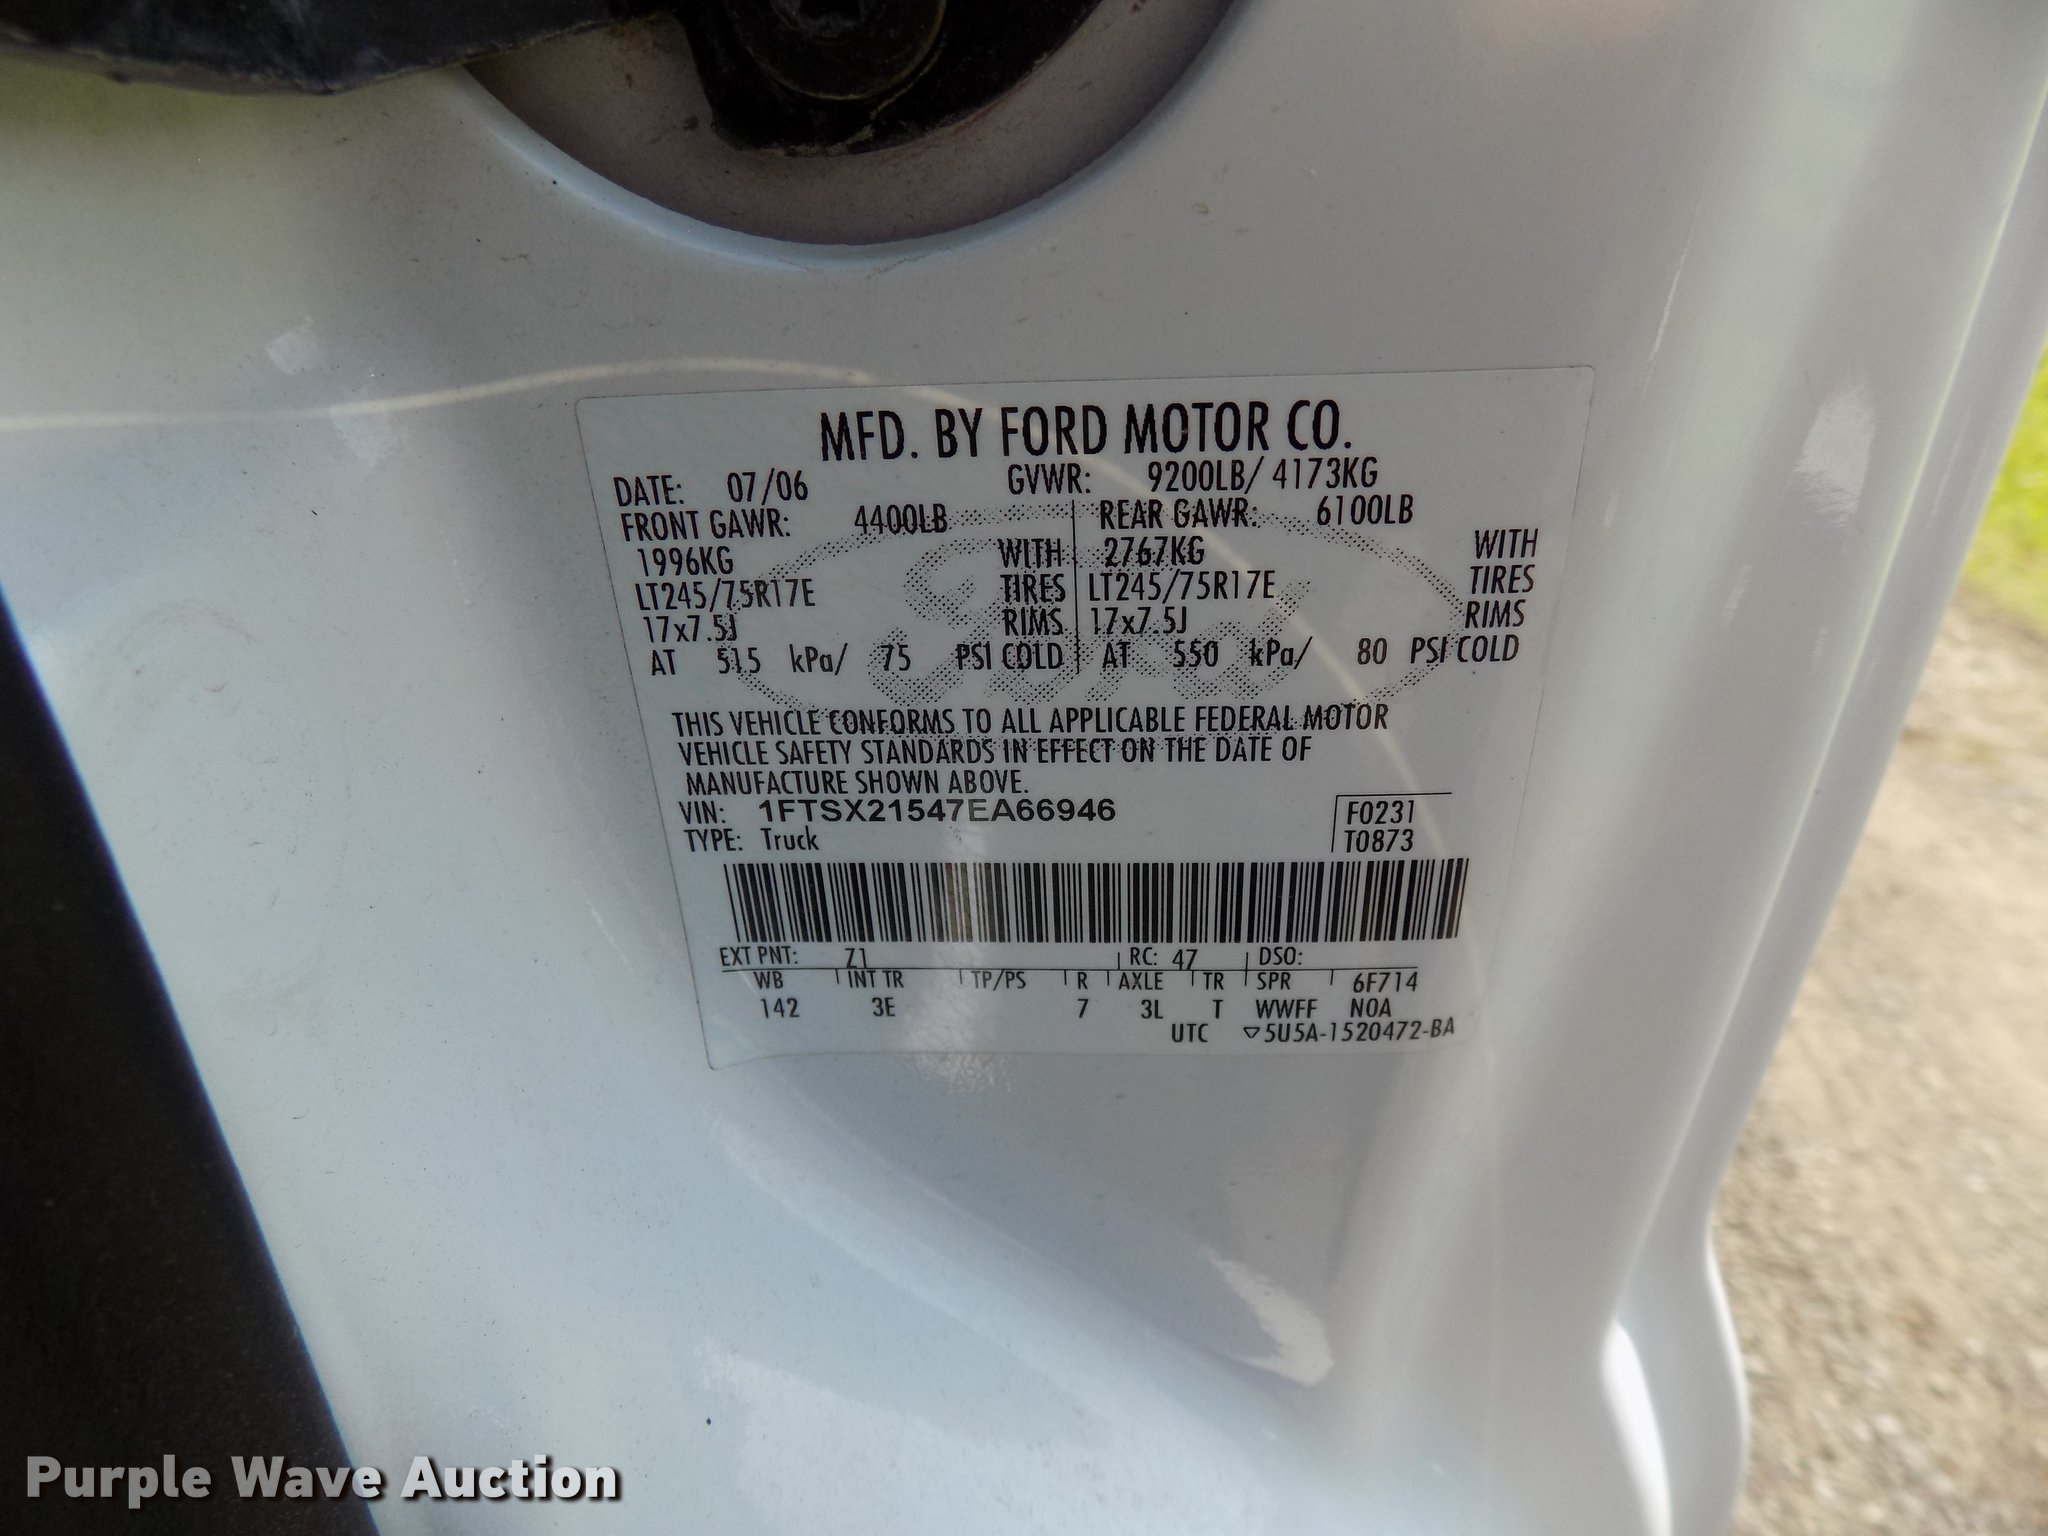 MFD. BY FORD MOTOR CO.
DATE: 07/06 GVWR: 9200LB/ 4173KG
FRONT GAWR: 4400LB REAR GAWR: 6100LB
1996KG WITH 2767KG WITH
LT245/75R17E TIRES LT245/75R17E TIRES
17x7.5J RIMS 17x7.5J RIMS
AT 515 kPa/ 75 PSI COLD AT 550 kPa/ 80 PSI COLD
Ford
THIS VEHICLE CONFORMS TO ALL APPLICABLE FEDERAL MOTOR
VEHICLE SAFETY STANDARDS IN EFFECT ON THE DATE OF
MANUFACTURE SHOWN ABOVE.
VIN: 1FTSX21547EA66946 F0231
TYPE: Truck T0873
EXT PNT: Z1 RC: 47 DSO:
WB INT TR TP/PS R AXLE TR SPR 6F714
142 3E 7 3L T WWFF NOA
UTC ▽5U5A-1520472-BA
Purple Wave Auction